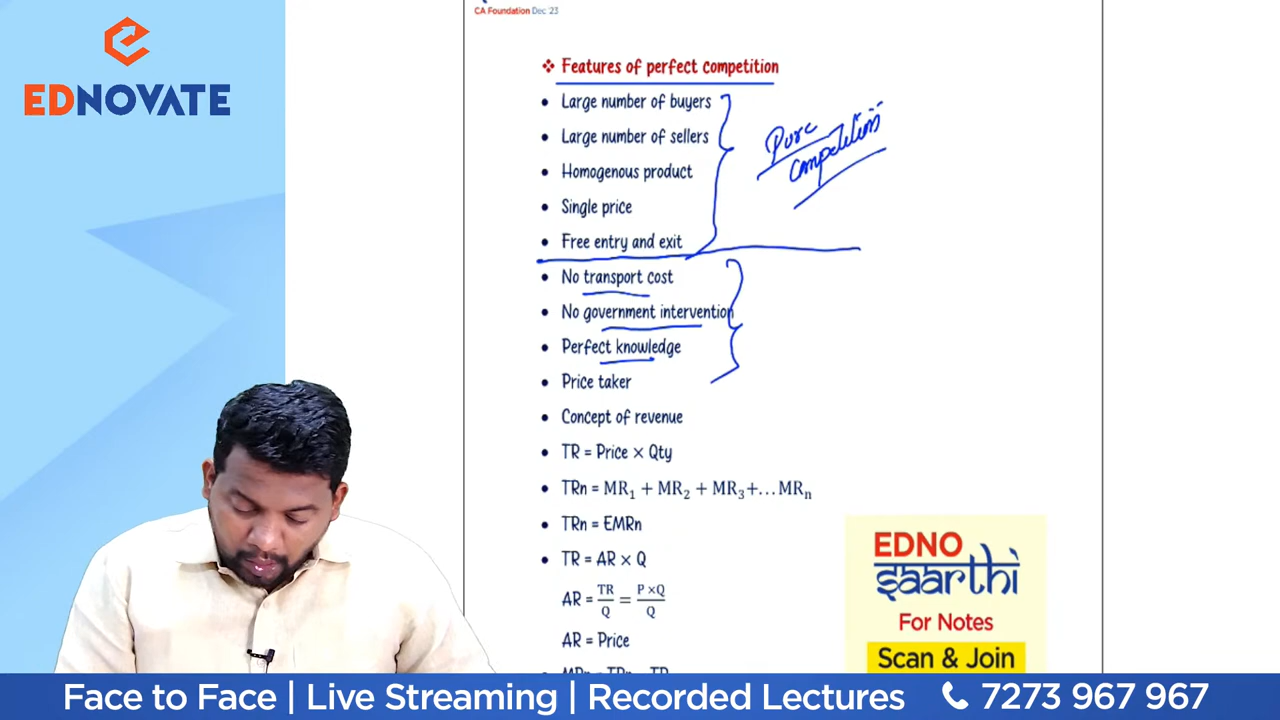 EDNOVATE
CA Foundation Dec '23
❖ Features of perfect competition
• Large number of buyers
• Large number of sellers
• Homogenous product
• Single price
• Free entry and exit
Pure
competition
• No transport cost
• No government intervention
• Perfect knowledge
• Price taker
• Concept of revenue
• TR = Price × Qty
• TRn = MR₁ + MR₂ + MR₃+…MRₙ
• TRn = EMRn
• TR = AR × Q
AR = TR/Q = P ×Q/Q
AR = Price
EDNO
saarthi
For Notes
Scan & Join
Face to Face | Live Streaming | Recorded Lectures 7273 967 967